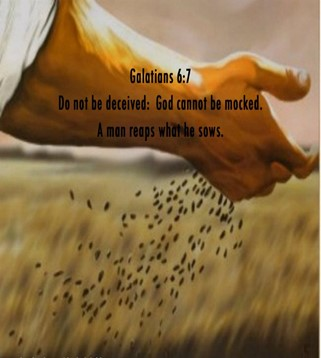 Galatians 6:7
Do not be deceived: God cannot be mocked.
A man reaps what he sows.